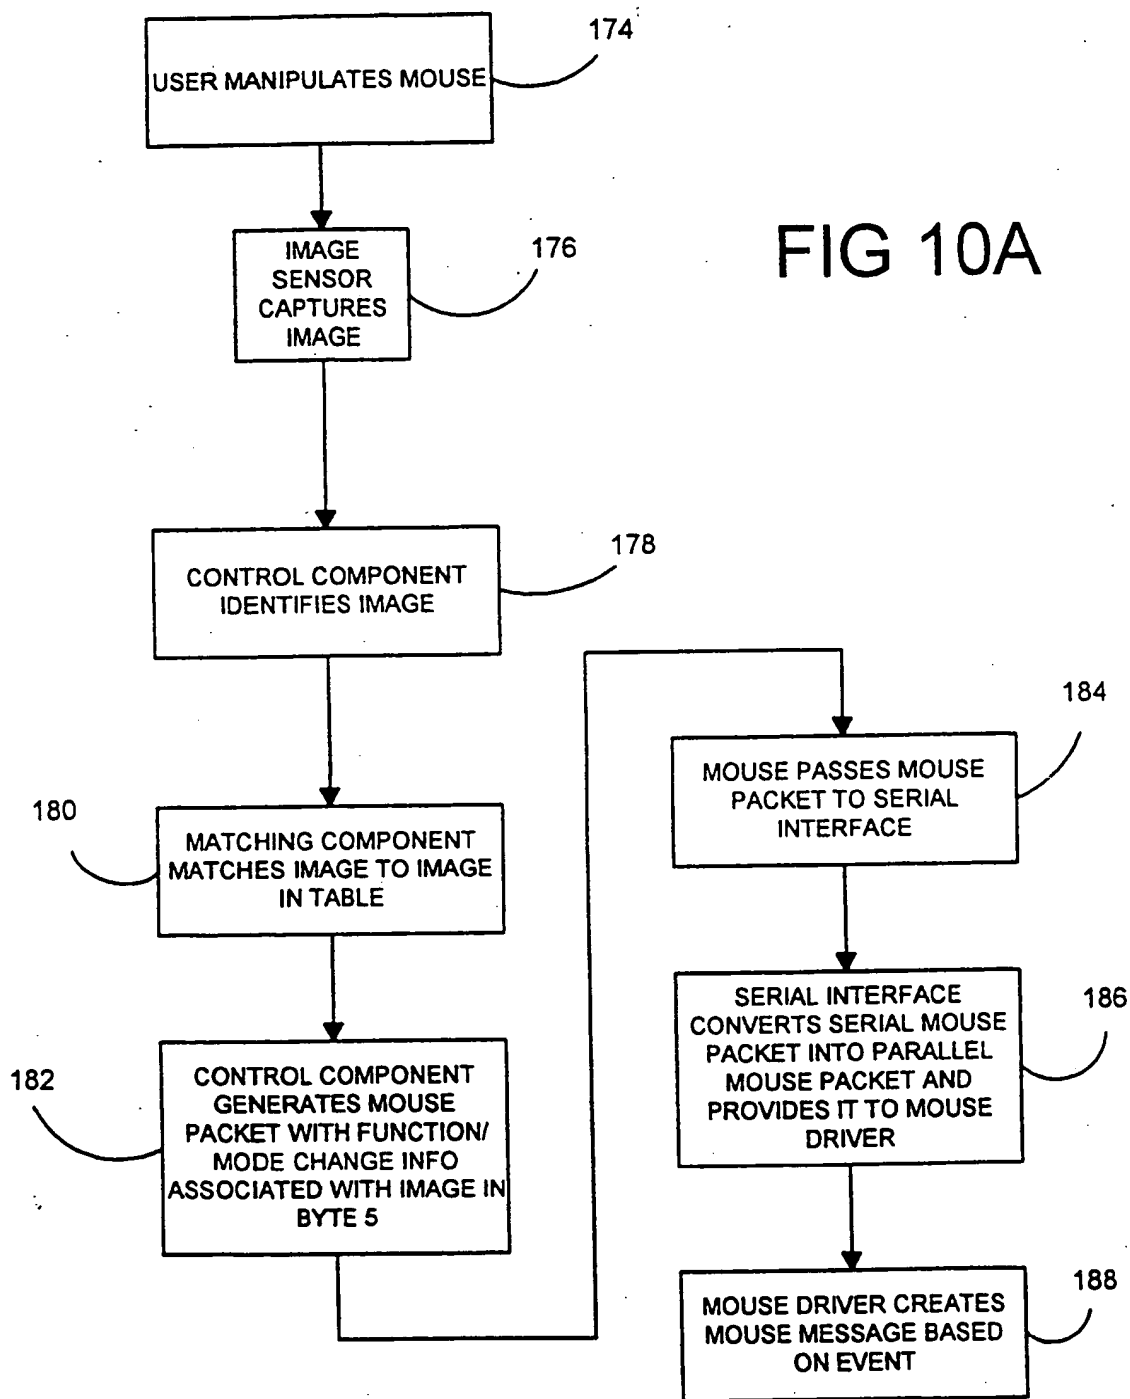 174
USER MANIPULATES MOUSE
FIG 10A
176
IMAGE
SENSOR
CAPTURES
IMAGE
178
CONTROL COMPONENT
IDENTIFIES IMAGE
180
MATCHING COMPONENT
MATCHES IMAGE TO IMAGE
IN TABLE
182
CONTROL COMPONENT
GENERATES MOUSE
PACKET WITH FUNCTION/
MODE CHANGE INFO
ASSOCIATED WITH IMAGE IN
BYTE 5
184
MOUSE PASSES MOUSE
PACKET TO SERIAL
INTERFACE
186
SERIAL INTERFACE
CONVERTS SERIAL MOUSE
PACKET INTO PARALLEL
MOUSE PACKET AND
PROVIDES IT TO MOUSE
DRIVER
188
MOUSE DRIVER CREATES
MOUSE MESSAGE BASED
ON EVENT